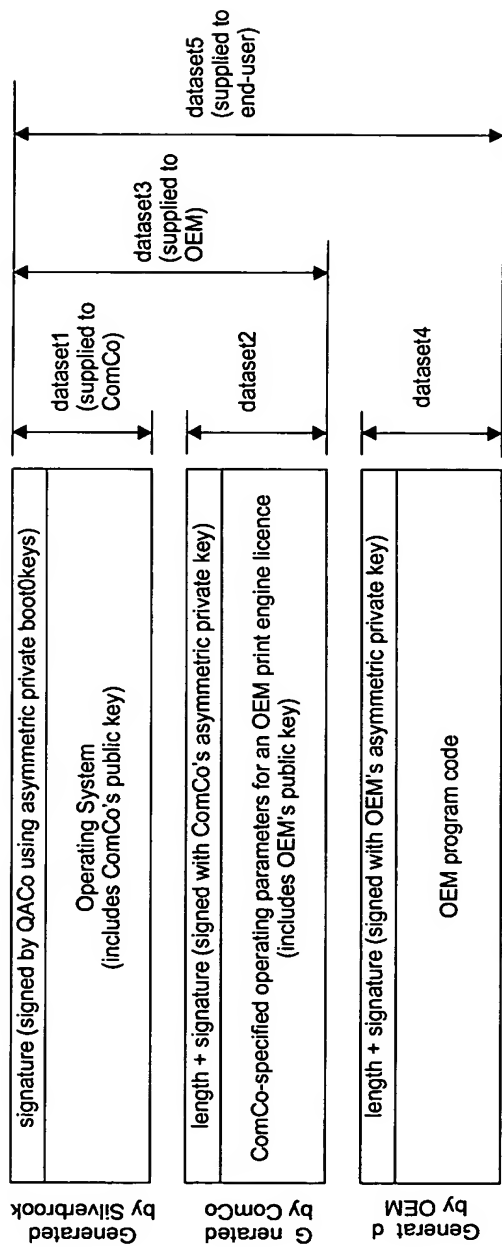 Generated
by Silverbrook
signature (signed by QACo using asymmetric private boot0keys)
Operating System
(includes ComCo's public key)
dataset1
(supplied to
ComCo)
G nerated
by ComCo
length + signature (signed with ComCo's asymmetric private key)
ComCo-specified operating parameters for an OEM print engine licence
(includes OEM's public key)
dataset2
dataset3
(supplied to
OEM)
Generat d
by OEM
length + signature (signed with OEM's asymmetric private key)
OEM program code
dataset4
dataset5
(supplied to
end-user)